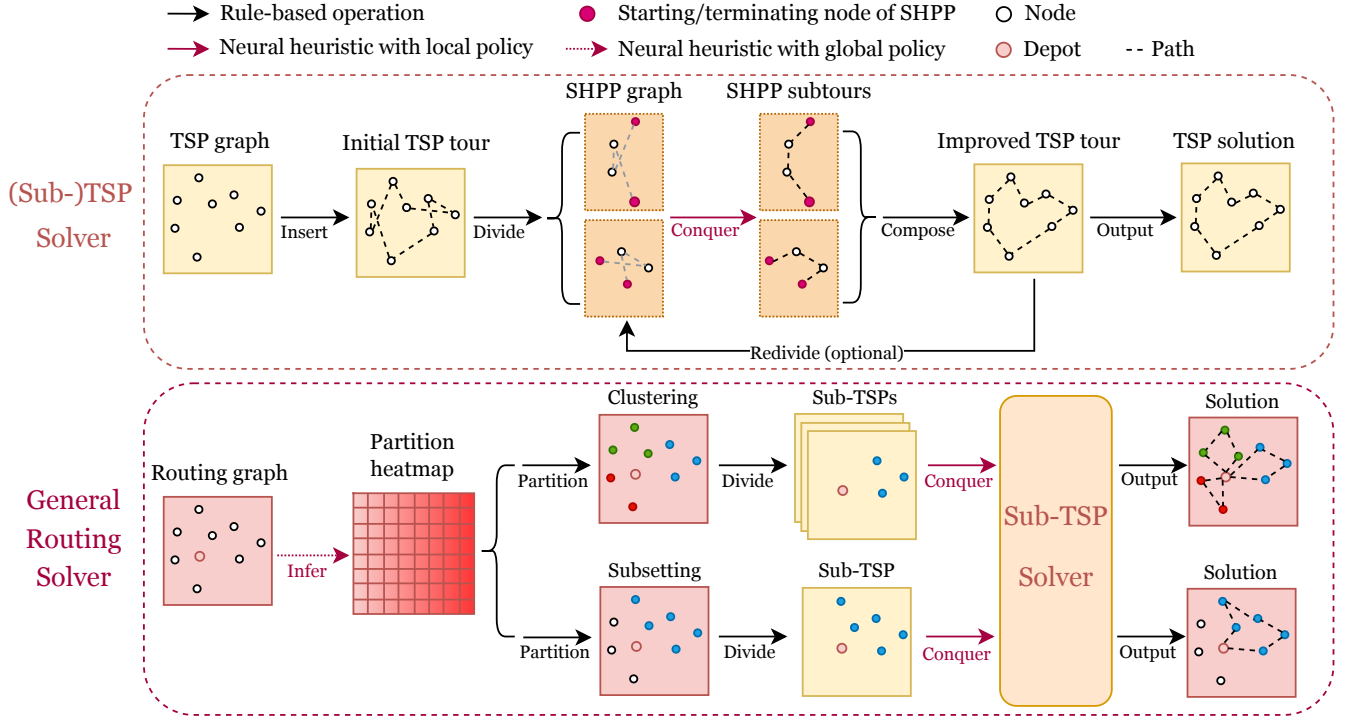 Rule-based operation
Starting/terminating node of SHPP
Node
Neural heuristic with local policy
Neural heuristic with global policy
Depot
Path
(Sub-)TSP
Solver
TSP graph
Insert
Initial TSP tour
Divide
SHPP graph
Conquer
SHPP subtours
Compose
Improved TSP tour
Output
TSP solution
Redivide (optional)
General
Routing
Solver
Routing graph
Infer
Partition
heatmap
Partition
Clustering
Divide
Sub-TSPs
Conquer
Output
Solution
Partition
Subsetting
Divide
Sub-TSP
Conquer
Sub-TSP
Solver
Output
Solution